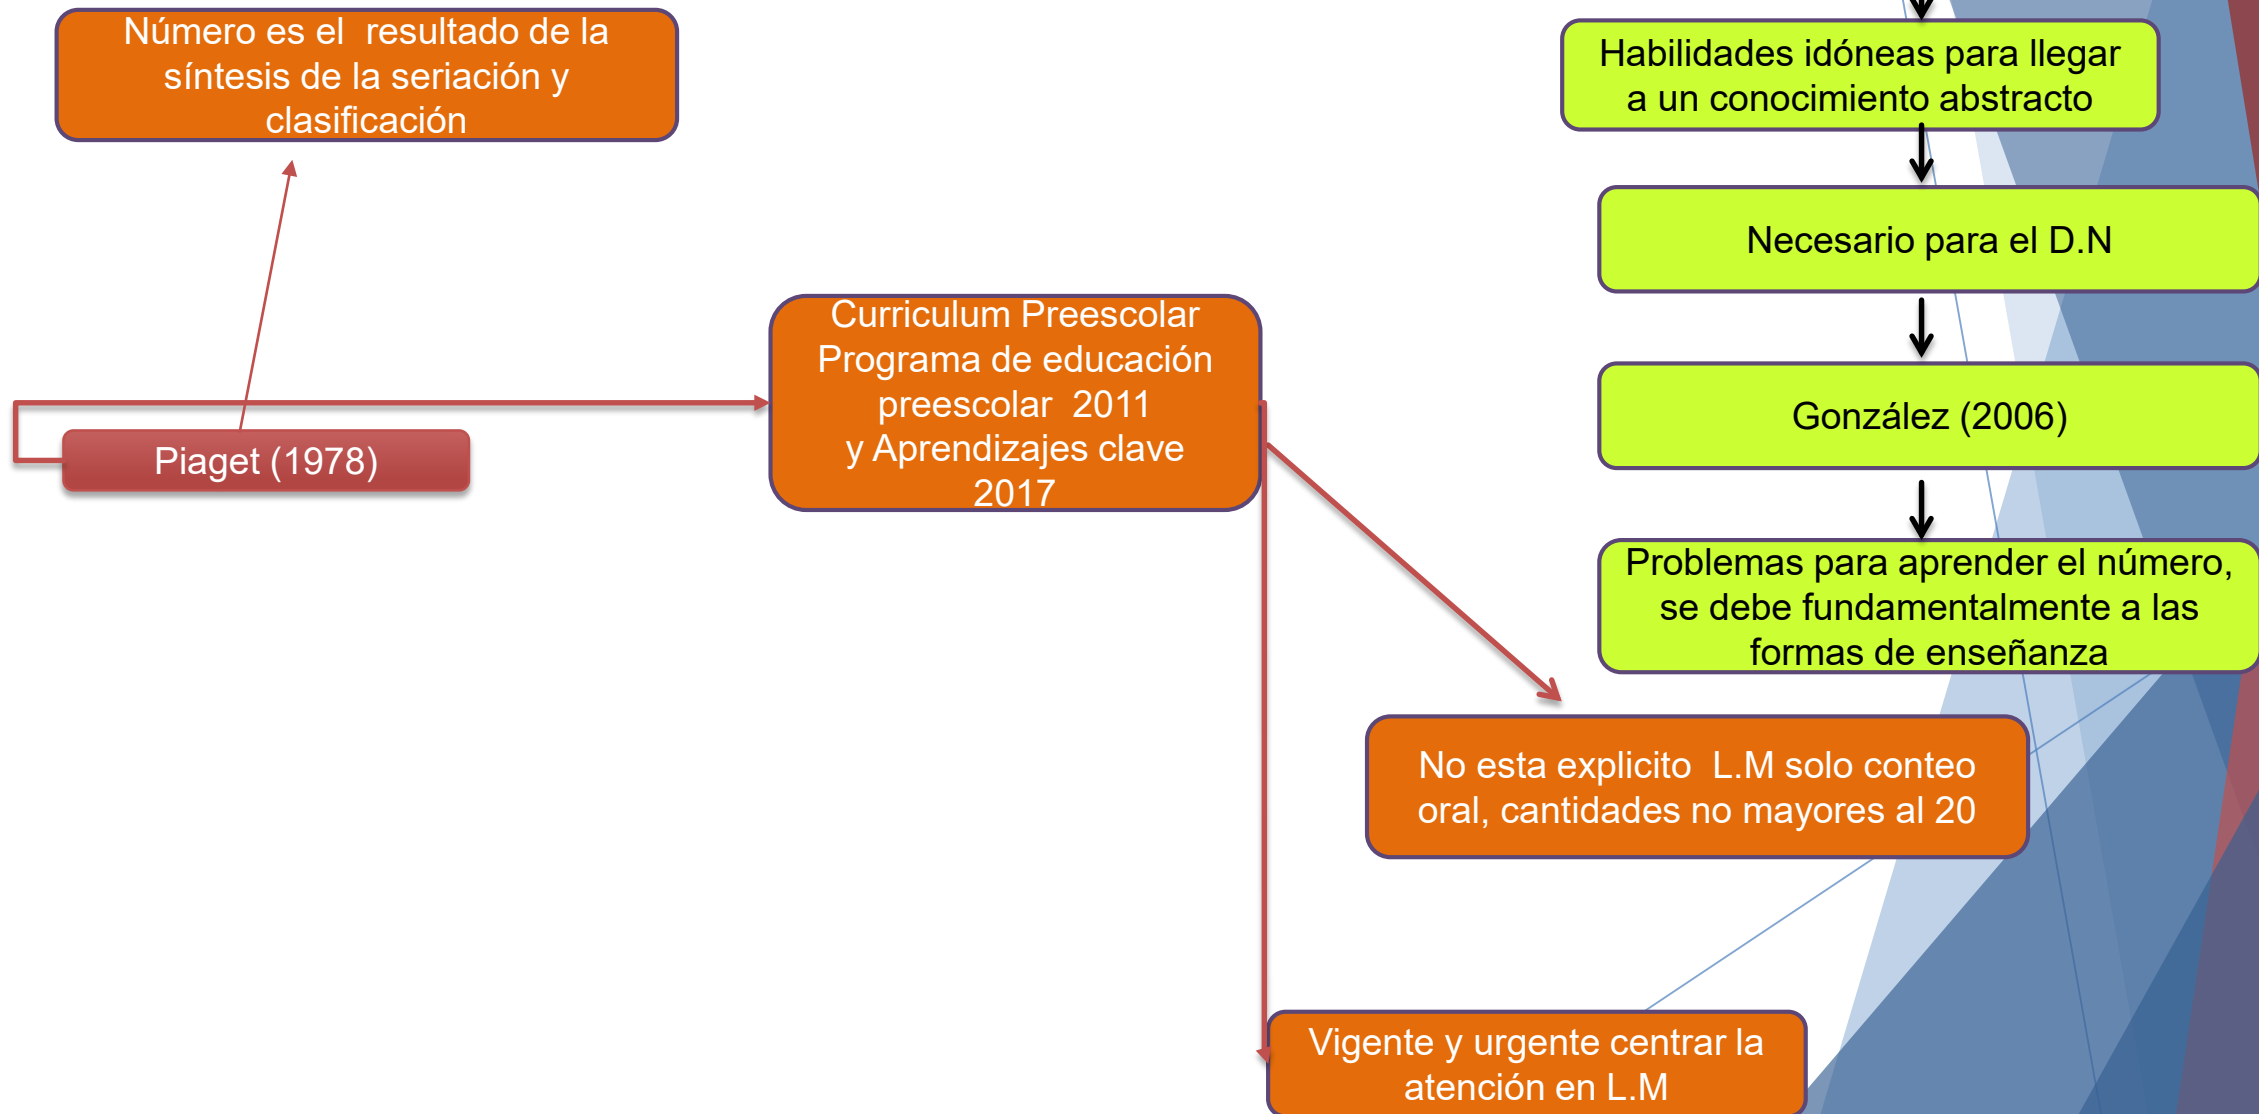 Número es el  resultado de la
síntesis de la seriación y
clasificación
Piaget (1978)
Curriculum Preescolar
Programa de educación
preescolar  2011
y Aprendizajes clave
2017
Habilidades idóneas para llegar
a un conocimiento abstracto
Necesario para el D.N
González (2006)
Problemas para aprender el número,
se debe fundamentalmente a las
formas de enseñanza
No esta explicito  L.M solo conteo
oral, cantidades no mayores al 20
Vigente y urgente centrar la
atención en L.M